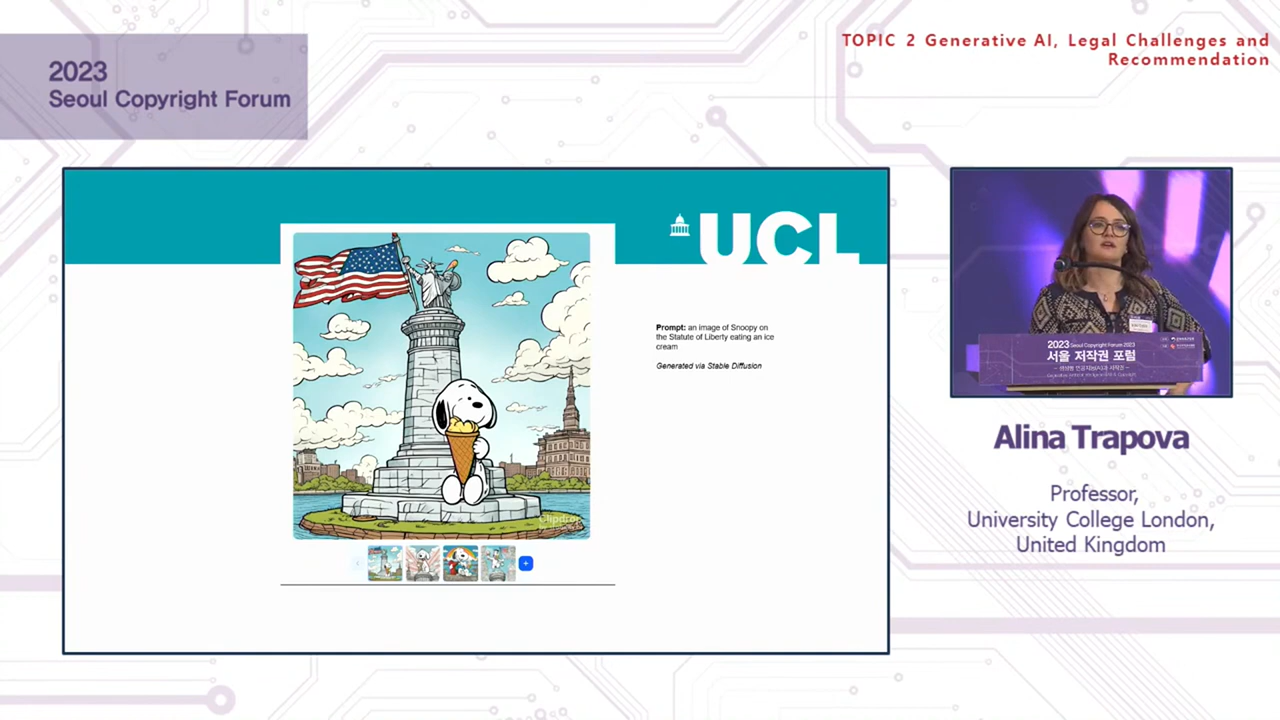 2023
Seoul Copyright Forum
TOPIC 2 Generative AI, Legal Challenges and
Recommendation
UCL
Prompt: an image of Snoopy on
the Statute of Liberty eating an ice
cream
Generated via Stable Diffusion
clipdrop
2023 Seoul Copyright Forum 2023
서울 저작권 포럼
Alina Trapova
Professor,
University College London,
United Kingdom